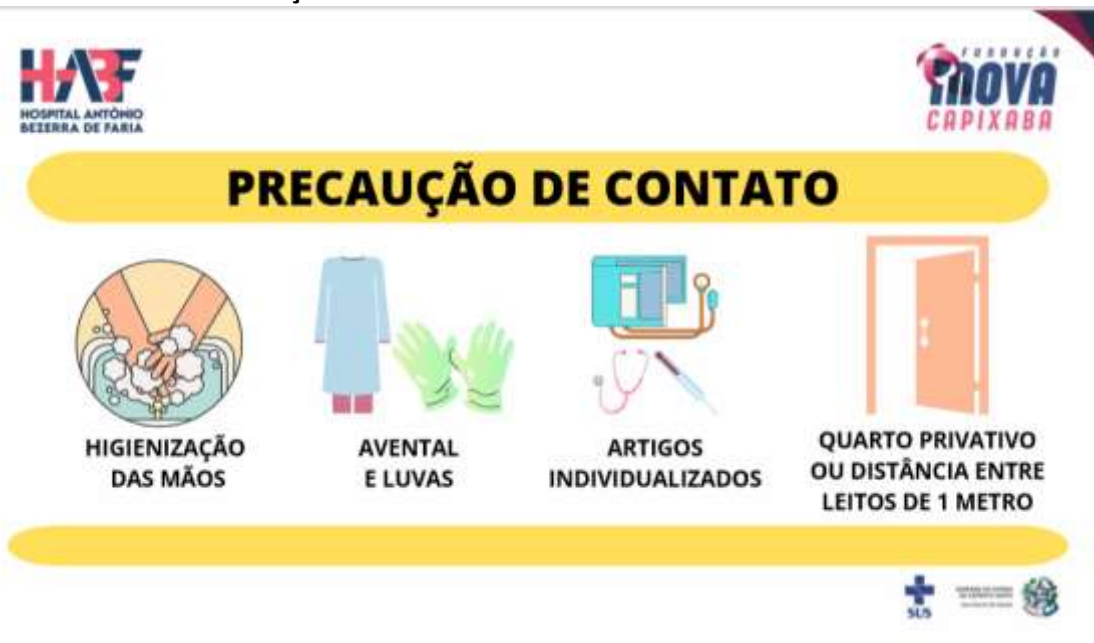 HABF
HOSPITAL ANTÔNIO
BEZERRA DE FARIA
FUNDAÇÃO
INOVA
CAPIXABA
PRECAUÇÃO DE CONTATO
HIGIENIZAÇÃO
DAS MÃOS
AVENTAL
E LUVAS
ARTIGOS
INDIVIDUALIZADOS
QUARTO PRIVATIVO
OU DISTÂNCIA ENTRE
LEITOS DE 1 METRO
SUS